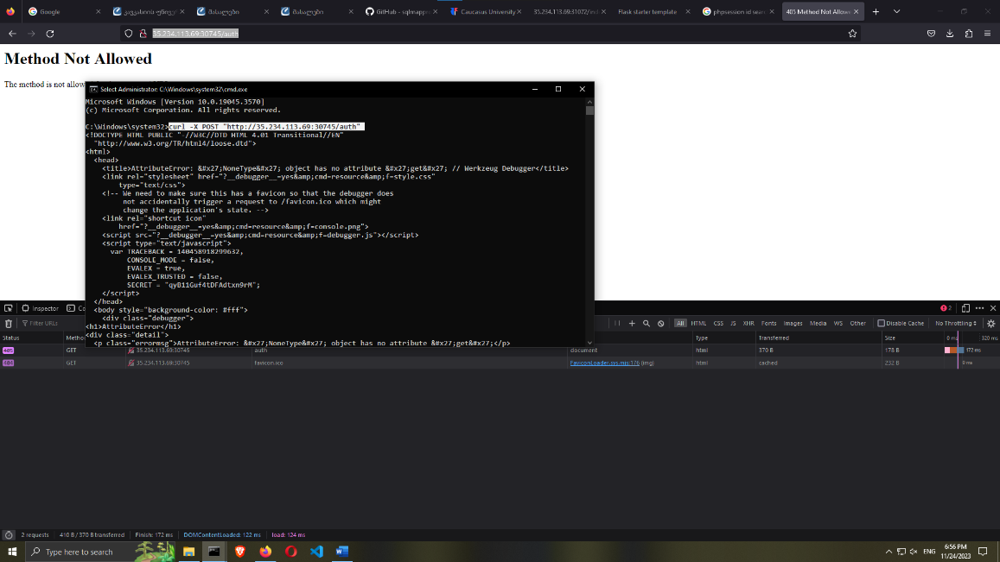 Google
კავკასიის უნივე
მასალები
მასალები
GitHub - sqlmappro
Caucasus University
35.234.113.69:31072/init
Flask starter template
phpsession id sear
405 Method Not Allowe
35.234.113.69:30745/auth
Method Not Allowed
The method is not allow
Select Administrator: C:\Windows\system32\cmd.exe
Microsoft Windows [Version 10.0.19045.3570]
(c) Microsoft Corporation. All rights reserved.
C:\Windows\system32>curl -X POST "http://35.234.113.69:30745/auth"
<!DOCTYPE HTML PUBLIC "-//W3C//DTD HTML 4.01 Transitional//EN"
"http://www.w3.org/TR/html4/loose.dtd">
<html>
<head>
<title>AttributeError: &#x27;NoneType&#x27; object has no attribute &#x27;get&#x27; // Werkzeug Debugger</title>
<link rel="stylesheet" href="?__debugger__=yes&amp;cmd=resource&amp;f=style.css"
type="text/css">
<!-- We need to make sure this has a favicon so that the debugger does
not accidentally trigger a request to /favicon.ico which might
change the application's state. -->
<link rel="shortcut icon"
href="?__debugger__=yes&amp;cmd=resource&amp;f=console.png">
<script src="?__debugger__=yes&amp;cmd=resource&amp;f=debugger.js"></script>
<script type="text/javascript">
var TRACEBACK = 140458918299632,
CONSOLE_MODE = false,
EVALEX = true,
EVALEX_TRUSTED = false,
SECRET = "qyB11Guf4tDFAdtxn9rM";
</script>
</head>
<body style="background-color: #fff">
<div class="debugger">
<h1>AttributeError</h1>
<div class="detail">
<p class="errormsg">AttributeError: &#x27;NoneType&#x27; object has no attribute &#x27;get&#x27;</p>
Inspector Co 2
Filter URLs All HTML CSS JS XHR Fonts Images Media WS Other Disable Cache No Throttling
Status Metho Type Transferred Size 0 ms 320 ms
405 GET 35.234.113.69:30745 auth document html 370 B 178 B 172 ms
404 GET 35.234.113.69:30745 favicon.ico FaviconLoader.sys.mjs:176 (img) html cached 232 B 0 ms
2 requests 410 B / 370 B transferred Finish: 172 ms DOMContentLoaded: 122 ms load: 124 ms
Type here to search
ENG
6:56 PM
11/24/2023